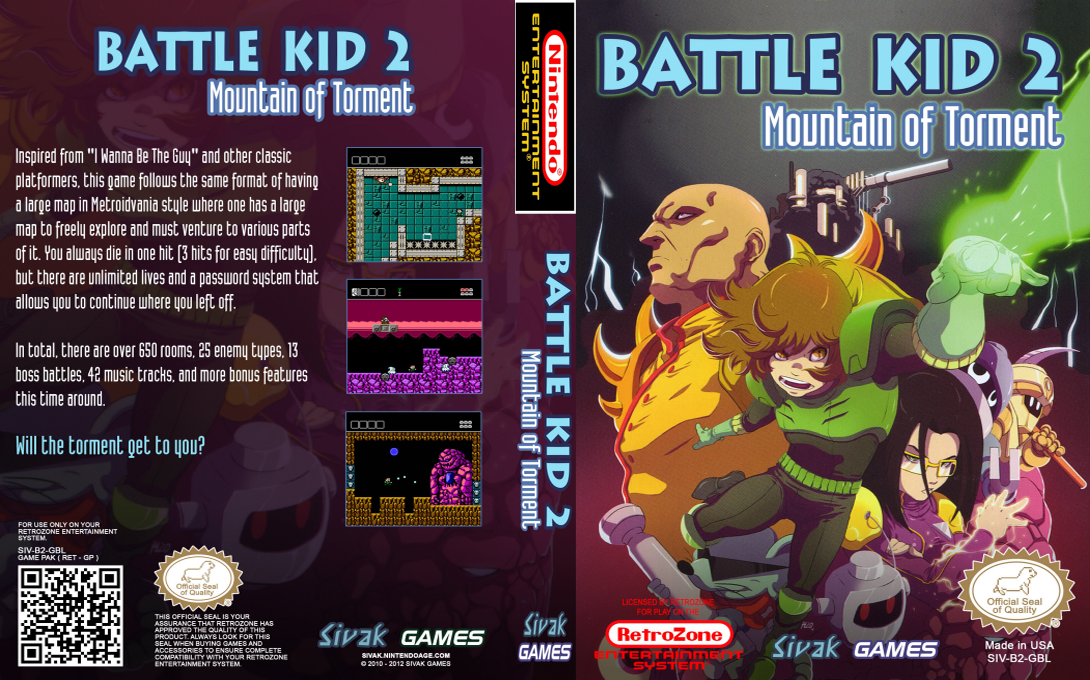 BATTLE KID 2
Mountain of Torment
Inspired from "I Wanna Be The Guy" and other classic
platformers, this game follows the same format of having
a large map in Metroidvania style where one has a large
map to freely explore and must venture to various parts
of it. You always die in one hit (3 hits for easy difficulty),
but there are unlimited lives and a password system that
allows you to continue where you left off.
In total, there are over 650 rooms, 25 enemy types, 13
boss battles, 42 music tracks, and more bonus features
this time around.
Will the torment get to you?
FOR USE ONLY ON YOUR
RETROZONE ENTERTAINMENT
SYSTEM.
SIV-B2-GBL
GAME PAK ( RET - GP )
Official Seal
of Quality
THIS OFFICIAL SEAL IS YOUR
ASSURANCE THAT RETROZONE HAS
APPROVED THE QUALITY OF THIS
PRODUCT. ALWAYS LOOK FOR THIS
SEAL WHEN BUYING GAMES AND
ACCESSORIES TO ENSURE COMPLETE
COMPATIBILITY WITH YOUR RETROZONE
ENTERTAINMENT SYSTEM.
Sivak GAMES
SIVAK.NINTENDOAGE.COM
© 2010 - 2012 SIVAK GAMES
Nintendo®
ENTERTAINMENT
SYSTEM®
BATTLE KID 2
Mountain of Torment
Sivak
GAMES
BATTLE KID 2
Mountain of Torment
LICENSED BY RETROZONE
FOR PLAY ON THE
RetroZone
ENTERTAINMENT
SYSTEM
Sivak GAMES
Official Seal
of Quality
Made in USA
SIV-B2-GBL